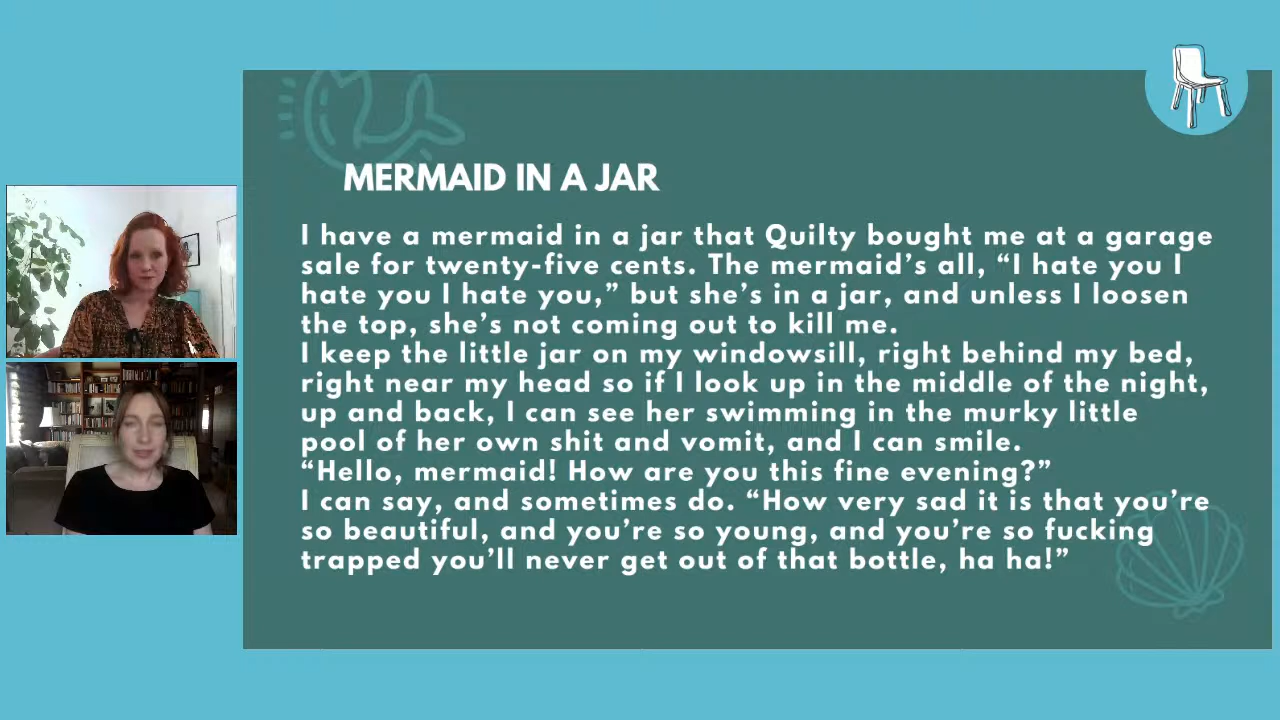 MERMAID IN A JAR
I have a mermaid in a jar that Quilty bought me at a garage
sale for twenty-five cents. The mermaid’s all, “I hate you I
hate you I hate you,” but she’s in a jar, and unless I loosen
the top, she’s not coming out to kill me.
I keep the little jar on my windowsill, right behind my bed,
right near my head so if I look up in the middle of the night,
up and back, I can see her swimming in the murky little
pool of her own shit and vomit, and I can smile.
“Hello, mermaid! How are you this fine evening?”
I can say, and sometimes do. “How very sad it is that you’re
so beautiful, and you’re so young, and you’re so fucking
trapped you’ll never get out of that bottle, ha ha!”